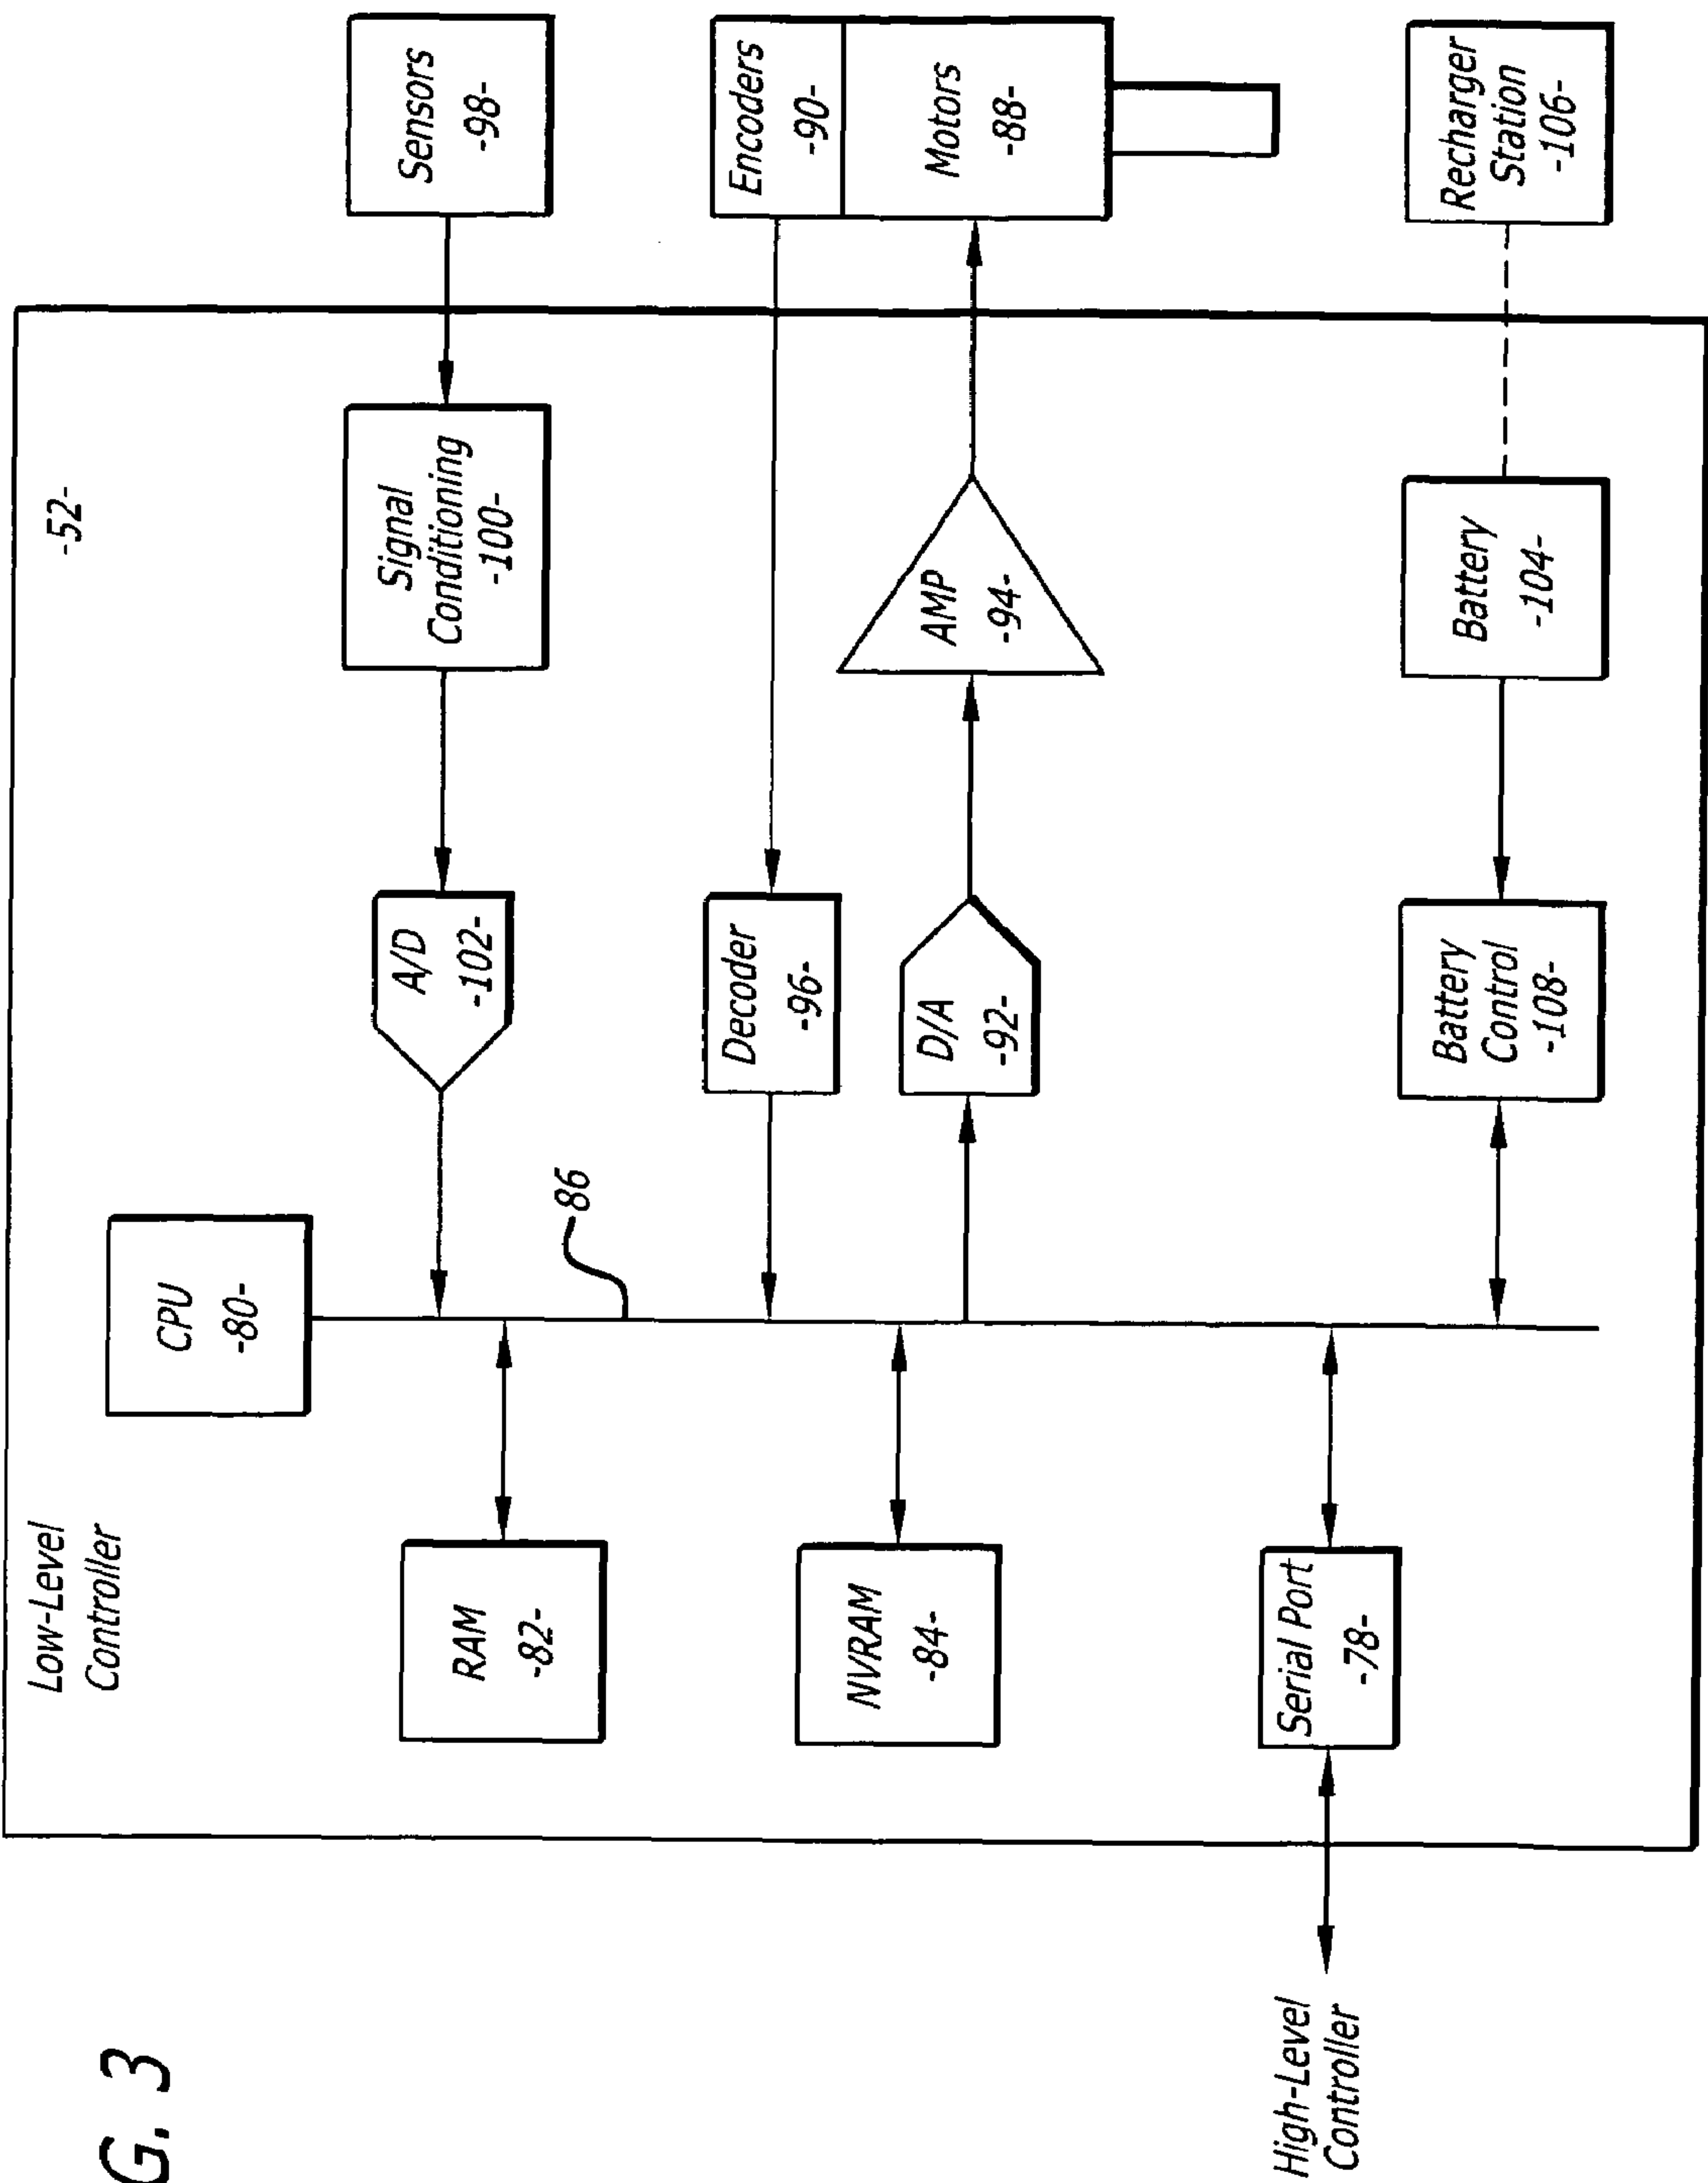 G. 3
Low-Level
Controller
-52-
CPU
-80-
RAM
-82-
A/D
-102-
Signal
Conditioning
-100-
Sensors
-98-
86
NVRAM
-84-
Decoder
-96-
Encoders
-90-
D/A
-92-
AMP
-94-
Motors
-88-
High-Level
Controller
Serial Port
-78-
Battery
Control
-108-
Battery
-104-
Recharger
Station
-106-